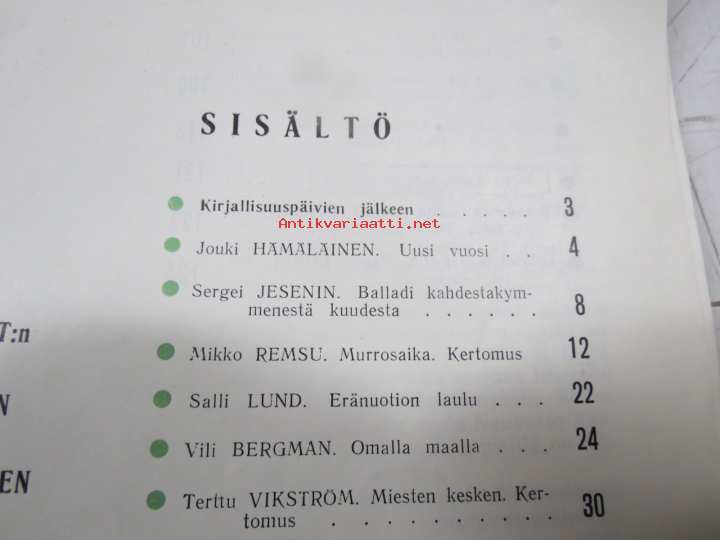 SISÄLTÖ
Kirjallisuuspäivien jälkeen . . . . . 3
Antikvariaatti.net
Jouki HÄMÄLÄINEN. Uusi vuosi . . 4
Sergei JESENIN. Balladi kahdestakym-
menestä kuudesta . . . . . . 8
Mikko REMSU. Murrosaika. Kertomus 12
Salli LUND. Eränuotion laulu . . . 22
Vili BERGMAN. Omalla maalla . . . 24
Terttu VIKSTRÖM. Miesten kesken. Ker-
tomus . . . . . . . . . . 30
T:n
N
EN